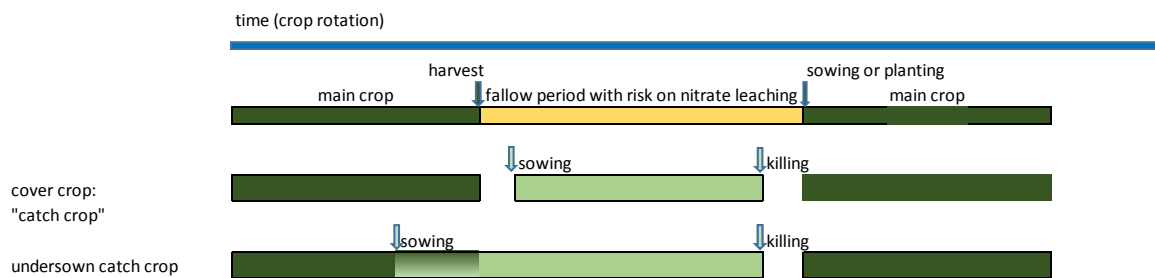 time (crop rotation)
harvest
sowing or planting
main crop
fallow period with risk on nitrate leaching
main crop
sowing
killing
cover crop:
"catch crop"
sowing
killing
undersown catch crop